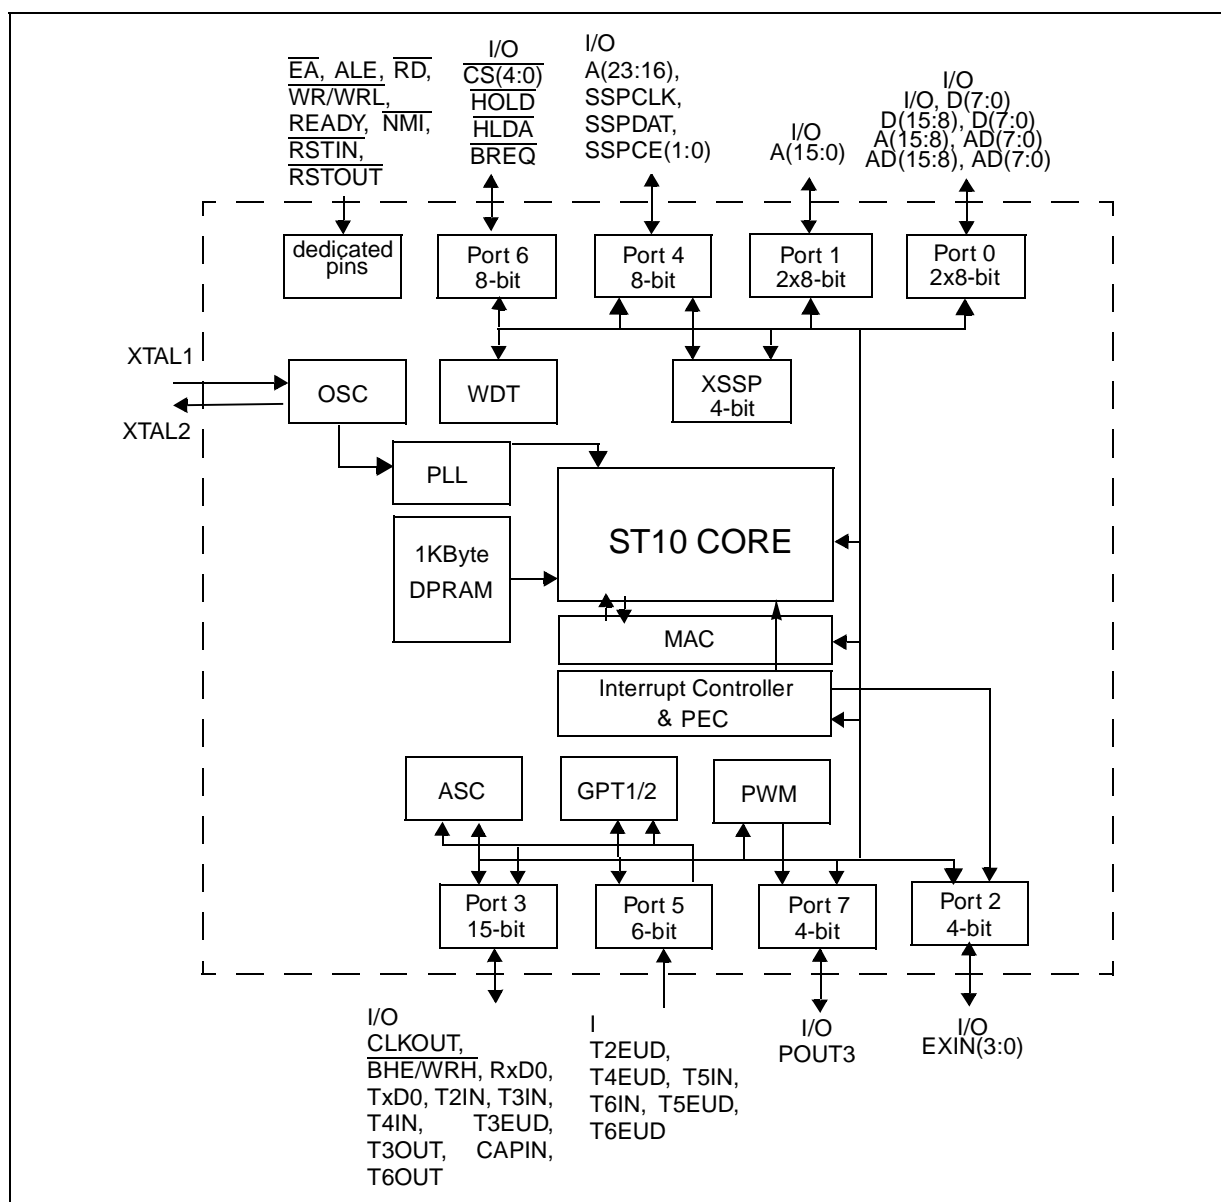 EA, ALE, RD,
WR/WRL,
READY, NMI,
RSTIN,
RSTOUT
I/O
CS(4:0)
HOLD
HLDA
BREQ
I/O
A(23:16),
SSPCLK,
SSPDAT,
SSPCE(1:0)
I/O
A(15:0)
I/O
I/O, D(7:0)
D(15:8), D(7:0)
A(15:8), AD(7:0)
AD(15:8), AD(7:0)
dedicated
pins
Port 6
8-bit
Port 4
8-bit
Port 1
2x8-bit
Port 0
2x8-bit
XTAL1
XTAL2
OSC
WDT
XSSP
4-bit
PLL
ST10 CORE
1KByte
DPRAM
MAC
Interrupt Controller
& PEC
ASC
GPT1/2
PWM
Port 3
15-bit
Port 5
6-bit
Port 7
4-bit
Port 2
4-bit
I/O
CLKOUT,
BHE/WRH, RxD0,
TxD0, T2IN, T3IN,
T4IN, T3EUD,
T3OUT, CAPIN,
T6OUT
I
T2EUD,
T4EUD, T5IN,
T6IN, T5EUD,
T6EUD
I/O
POUT3
I/O
EXIN(3:0)